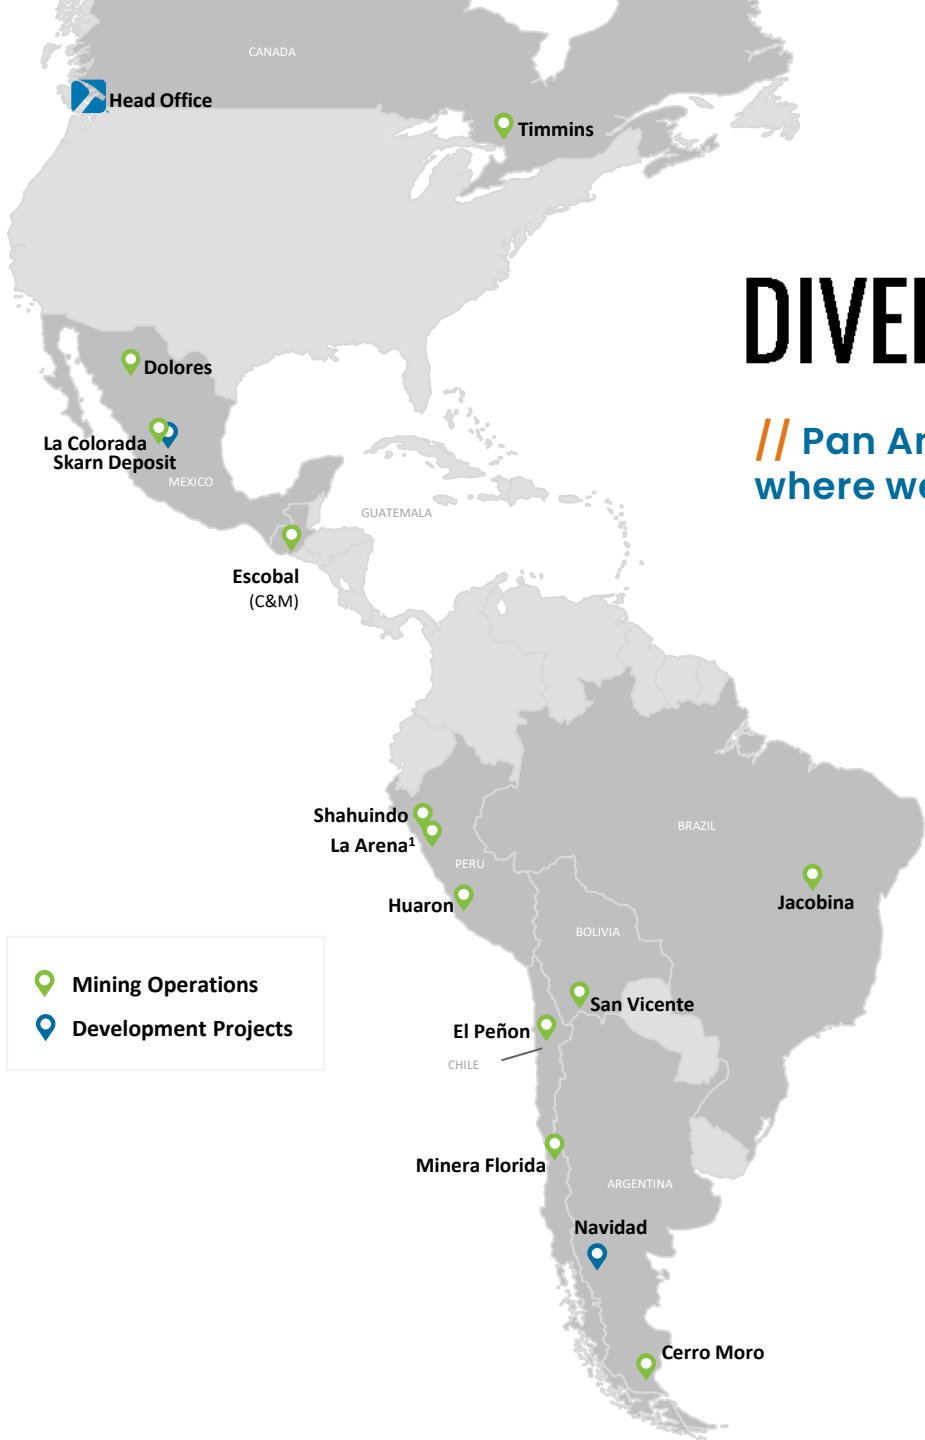 CANADA
Head Office
Timmins
DIVE
// Pan A
where w
Dolores
La Colorada
Skarn Deposit
MEXICO
GUATEMALA
Escobal
(C&M)
Shahuindo
La Arena¹
PERU
BRAZIL
Huaron
Jacobina
BOLIVIA
Mining Operations
Development Projects
San Vicente
El Peñon
CHILE
Minera Florida
ARGENTINA
Navidad
Cerro Moro